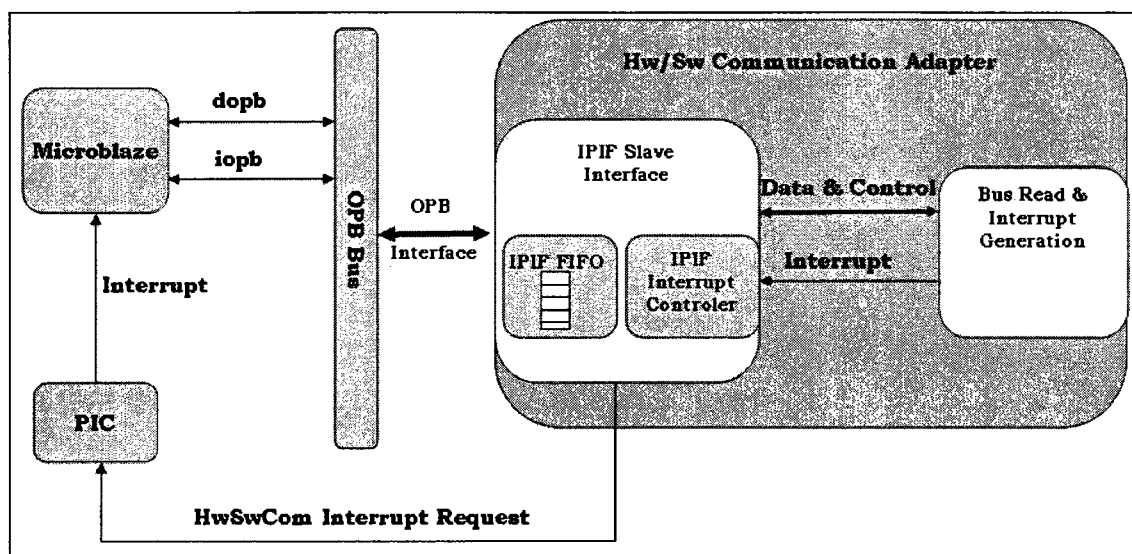 Hw/Sw Communication Adapter
dopb
Microblaze
iopb
OPB Bus
OPB
Interface
IPIF Slave
Interface
Data & Control
Bus Read &
Interrupt
Generation
IPIF FIFO
IPIF
Interrupt
Controler
Interrupt
Interrupt
PIC
HwSwCom Interrupt Request